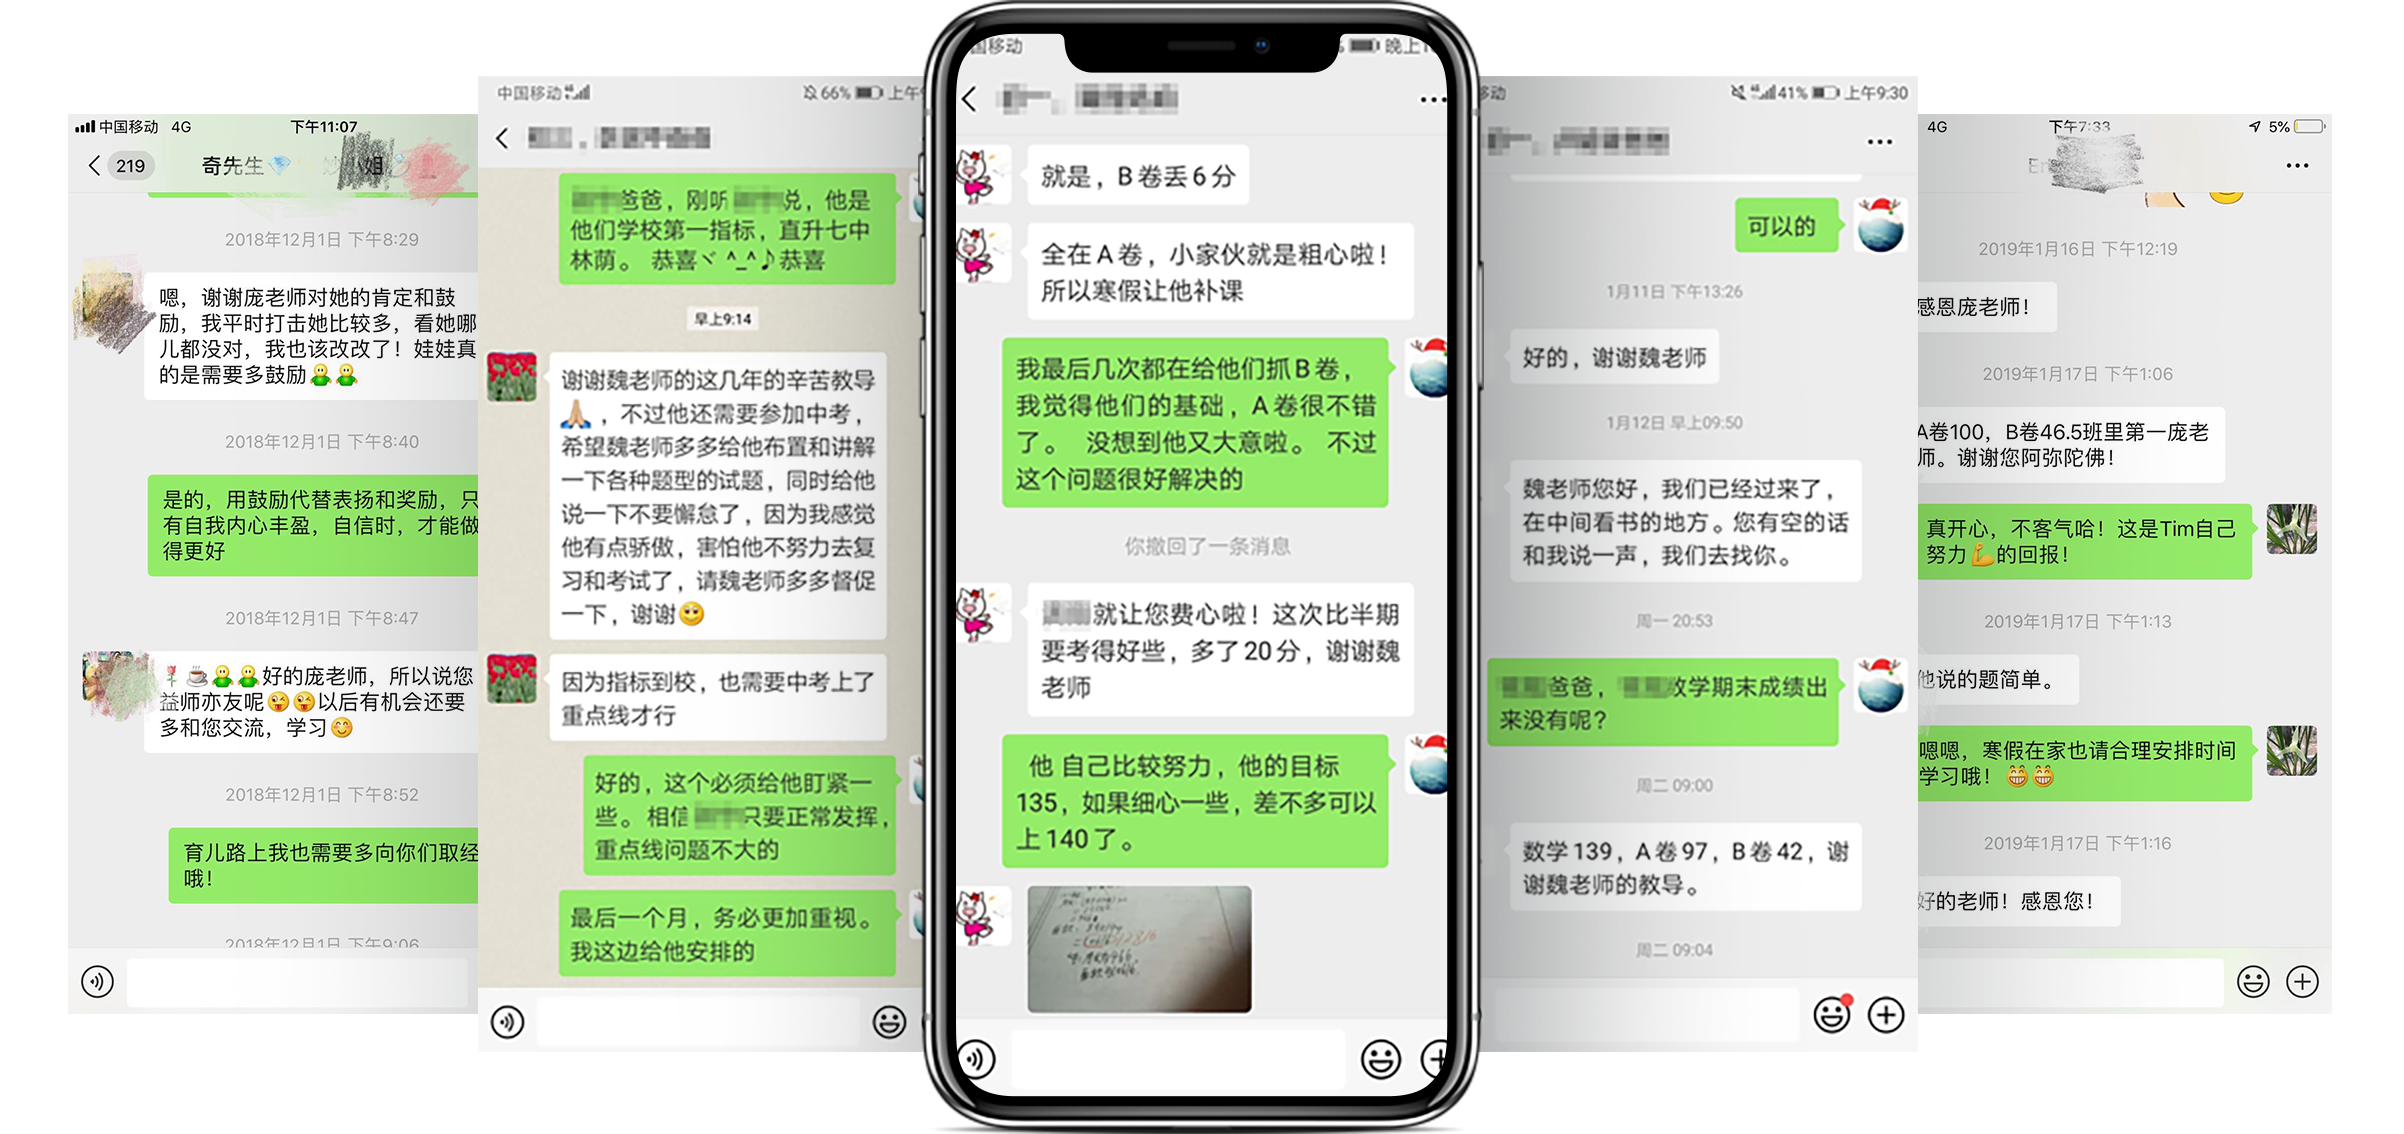 中国移动 4G
下午11:07
219
奇先生
小姐
2018年12月1日 下午8:29
嗯，谢谢庞老师对她的肯定和鼓
励，我平时打击她比较多，看她哪
儿都没对，我也该改改了！娃娃真
的是需要多鼓励
2018年12月1日 下午8:40
是的，用鼓励代替表扬和奖励，只
有自我内心丰盈，自信时，才能做
得更好
2018年12月1日 下午8:47
好的庞老师，所以说您
益师亦友呢 以后有机会还要
多和您交流，学习
2018年12月1日 下午8:52
育儿路上我也需要多向你们取经
哦！
2018年12月1日 下午9:06
中国移动
66%
上午
爸爸，刚听 说，他是
他们学校第一指标，直升七中
林荫。 恭喜ヾ^_^♪恭喜
早上9:14
谢谢魏老师的这几年的辛苦教导
，不过他还需要参加中考，
希望魏老师多多给他布置和讲解
一下各种题型的试题，同时给他
说一下不要懈怠了，因为我感觉
他有点骄傲，害怕他不努力去复
习和考试了，请魏老师多多督促
一下，谢谢
因为指标到校，也需要中考上了
重点线才行
好的，这个必须给他盯紧一
些。相信 只要正常发挥，
重点线问题不大的
最后一个月，务必更加重视。
我这边给他安排的
国移动
晚上1
就是，B卷丢6分
全在A卷，小家伙就是粗心啦！
所以寒假让他补课
我最后几次都在给他们抓B卷，
我觉得他们的基础，A卷很不错
了。 没想到他又大意啦。 不过
这个问题很好解决的
你撤回了一条消息
就让您费心啦！这次比半期
要考得好些，多了20分，谢谢魏
老师
他 自己比较努力，他的目标
135，如果细心一些，差不多可以
上140了。
移动
41%
上午9:30
可以的
1月11日 下午13:26
好的，谢谢魏老师
1月12日 早上09:50
魏老师您好，我们已经过来了，
在中间看书的地方。您有空的话
和我说一声，我们去找你。
周一 20:53
爸爸， 数学期末成绩出
来没有呢？
周二 09:00
数学139，A卷97，B卷42，谢
谢魏老师的教导。
周二 09:04
4G
下午7:33
5%
2019年1月16日 下午12:19
感恩庞老师！
2019年1月17日 下午1:06
A卷100，B卷46.5班里第一庞老
师。谢谢您阿弥陀佛！
真开心，不客气哈！这是Tim自己
努力 的回报！
2019年1月17日 下午1:13
他说的题简单。
嗯嗯，寒假在家也请合理安排时间
学习哦！
2019年1月17日 下午1:16
好的老师！感恩您！